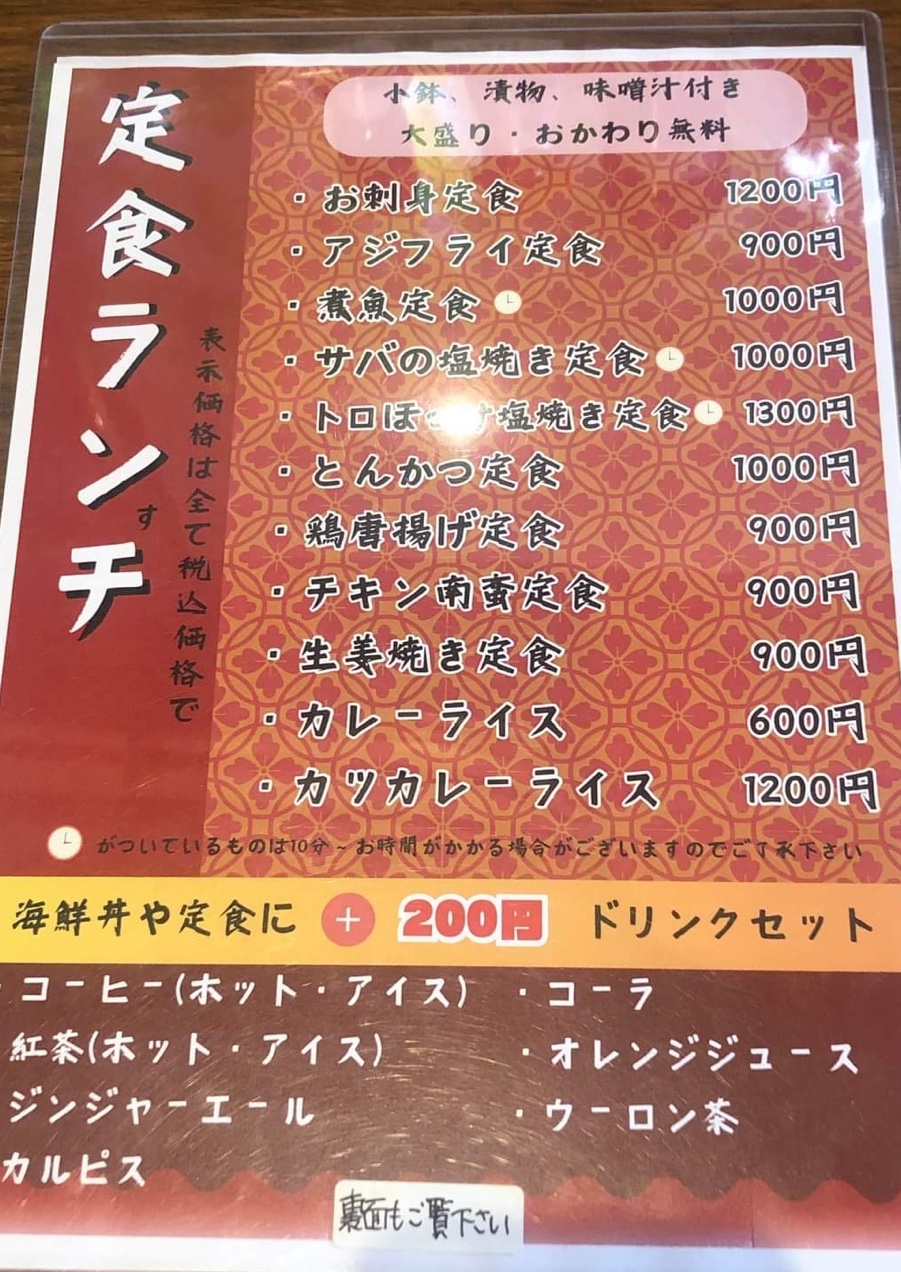 定食ランチ
表示価格は全て税込価格です
小鉢、漬物、味噌汁付き
大盛り・おかわり無料
・お刺身定食 1200円
・アジフライ定食 900円
・煮魚定食 1000円
・サバの塩焼き定食 1000円
・トロほっけ塩焼き定食 1300円
・とんかつ定食 1000円
・鶏唐揚げ定食 900円
・チキン南蛮定食 900円
・生姜焼き定食 900円
・カレーライス 600円
・カツカレーライス 1200円
がついているものは10分~お時間がかかる場合がございますのでご了承下さい
海鮮丼や定食に + 200円 ドリンクセット
・コーヒー(ホット・アイス) ・コーラ
紅茶(ホット・アイス) ・オレンジジュース
ジンジャーエール ・ウーロン茶
カルピス
裏面もご覧下さい